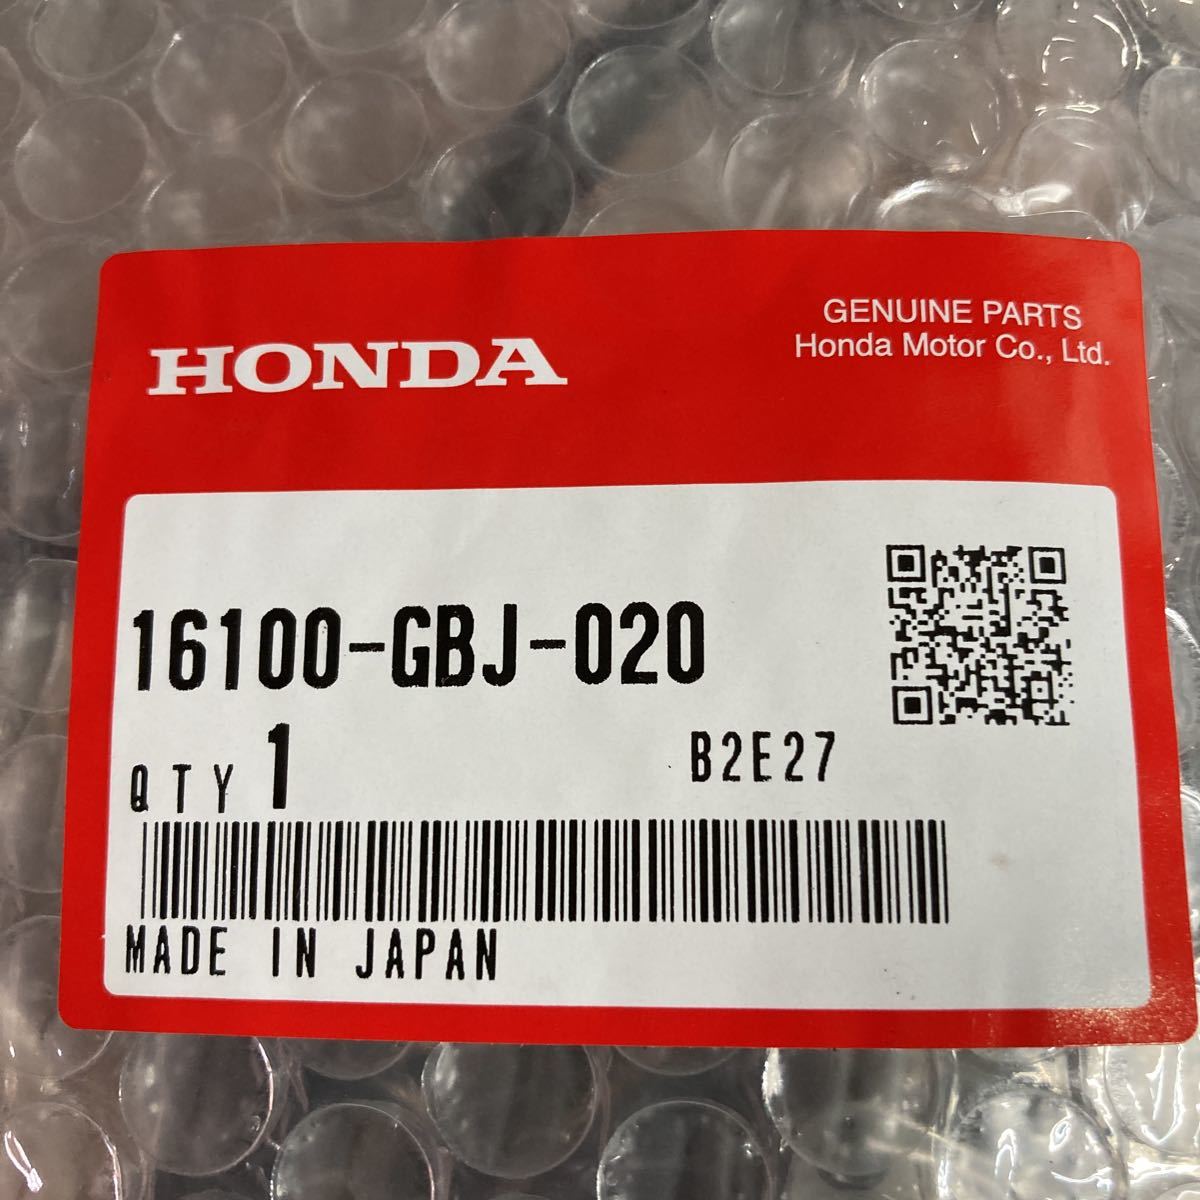 HONDA
GENUINE PARTS
Honda Motor Co., Ltd.
16100-GBJ-020
QTY 1
B2E27
MADE IN JAPAN